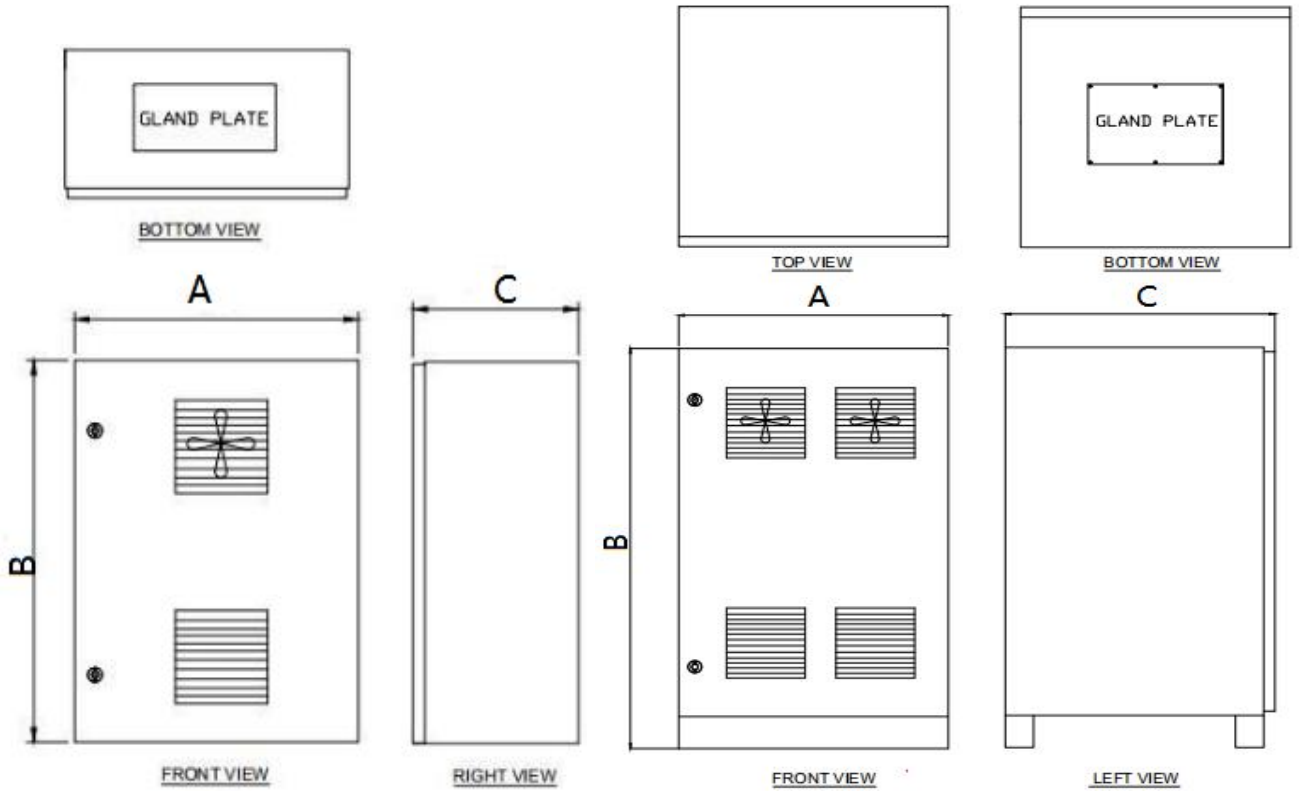 GLAND PLATE
BOTTOM VIEW
A
C
B
FRONT VIEW
RIGHT VIEW
TOP VIEW
GLAND PLATE
BOTTOM VIEW
A
C
B
FRONT VIEW
LEFT VIEW